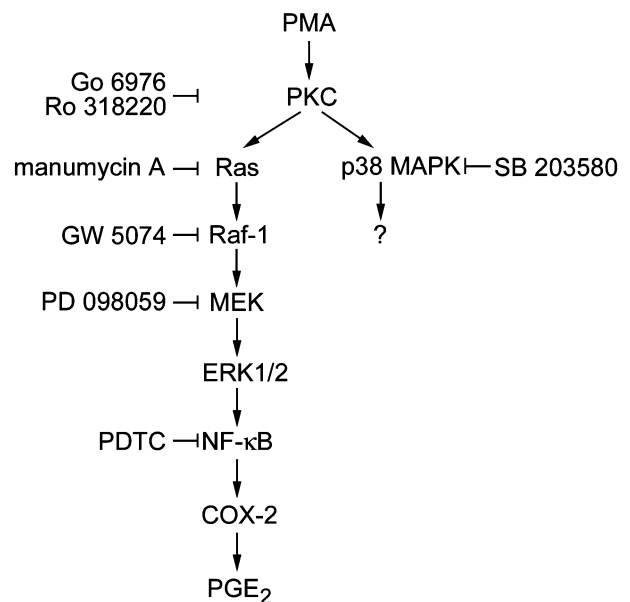 PMA
Go 6976
Ro 318220
PKC
manumycin A
Ras
p38 MAPK
SB 203580
GW 5074
Raf-1
?
PD 098059
MEK
ERK1/2
PDTC
NF-κB
COX-2
PGE₂